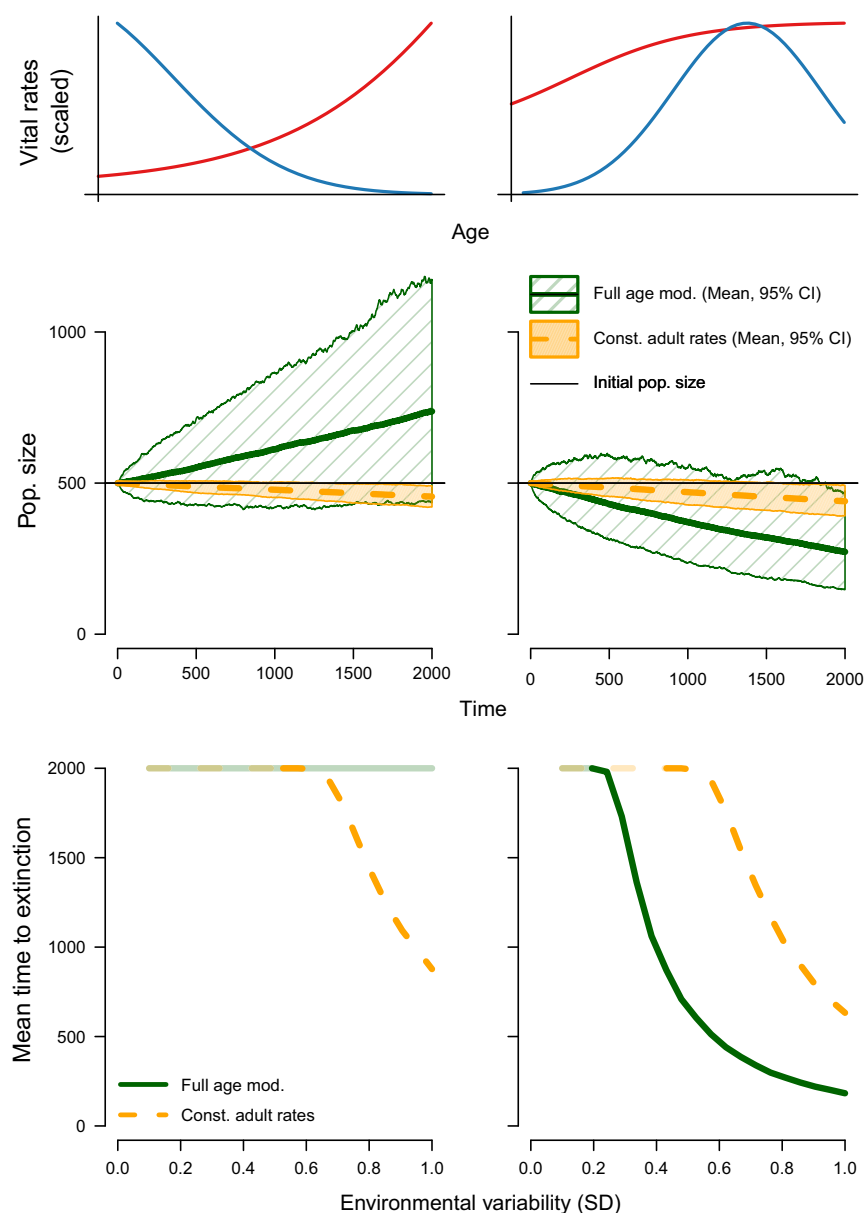 Vital rates
(scaled)
Age
Pop. size
1000
500
0
Full age mod. (Mean, 95% CI)
Const. adult rates (Mean, 95% CI)
Initial pop. size
0 500 1000 1500 2000
0 500 1000 1500 2000
Time
Mean time to extinction
2000
1500
1000
500
0
Full age mod.
Const. adult rates
0.0 0.2 0.4 0.6 0.8 1.0
0.0 0.2 0.4 0.6 0.8 1.0
Environmental variability (SD)